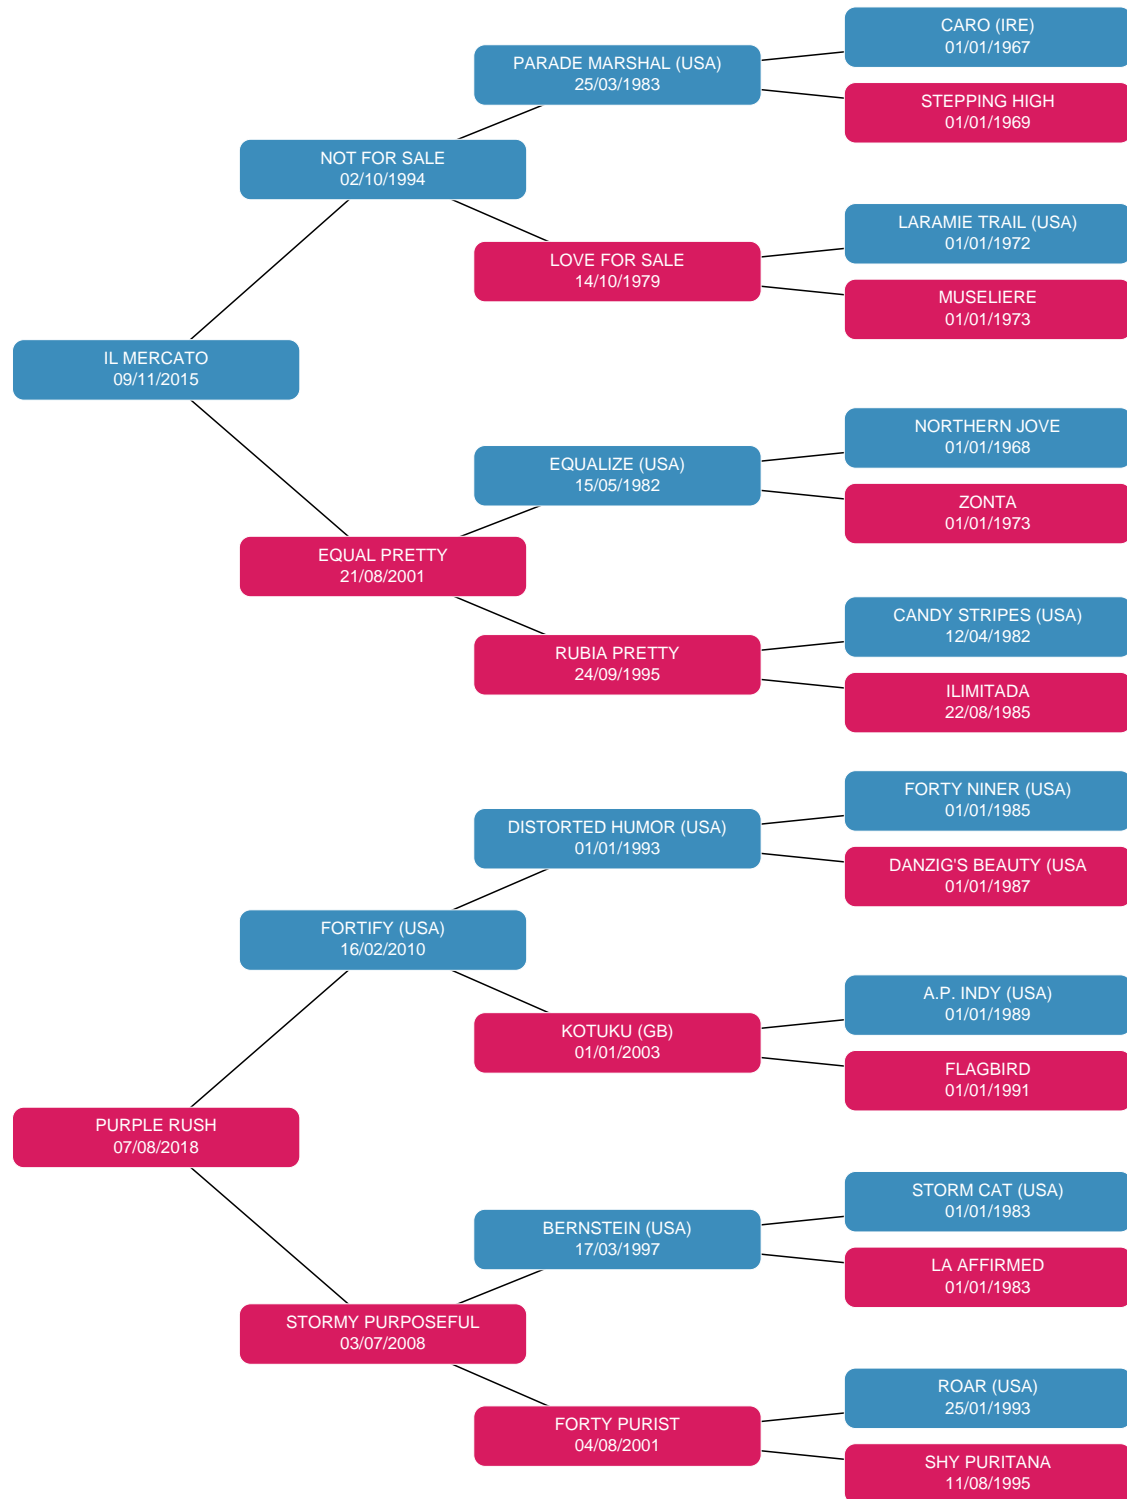 CARO (IRE)
01/01/1967
PARADE MARSHAL (USA)
25/03/1983
STEPPING HIGH
01/01/1969
NOT FOR SALE
02/10/1994
LARAMIE TRAIL (USA)
01/01/1972
LOVE FOR SALE
14/10/1979
MUSELIERE
01/01/1973
IL MERCATO
09/11/2015
NORTHERN JOVE
01/01/1968
EQUALIZE (USA)
15/05/1982
ZONTA
01/01/1973
EQUAL PRETTY
21/08/2001
CANDY STRIPES (USA)
12/04/1982
RUBIA PRETTY
24/09/1995
ILIMITADA
22/08/1985
FORTY NINER (USA)
01/01/1985
DISTORTED HUMOR (USA)
01/01/1993
DANZIG'S BEAUTY (USA
01/01/1987
FORTIFY (USA)
16/02/2010
A.P. INDY (USA)
01/01/1989
KOTUKU (GB)
01/01/2003
FLAGBIRD
01/01/1991
PURPLE RUSH
07/08/2018
STORM CAT (USA)
01/01/1983
BERNSTEIN (USA)
17/03/1997
LA AFFIRMED
01/01/1983
STORMY PURPOSEFUL
03/07/2008
ROAR (USA)
25/01/1993
FORTY PURIST
04/08/2001
SHY PURITANA
11/08/1995